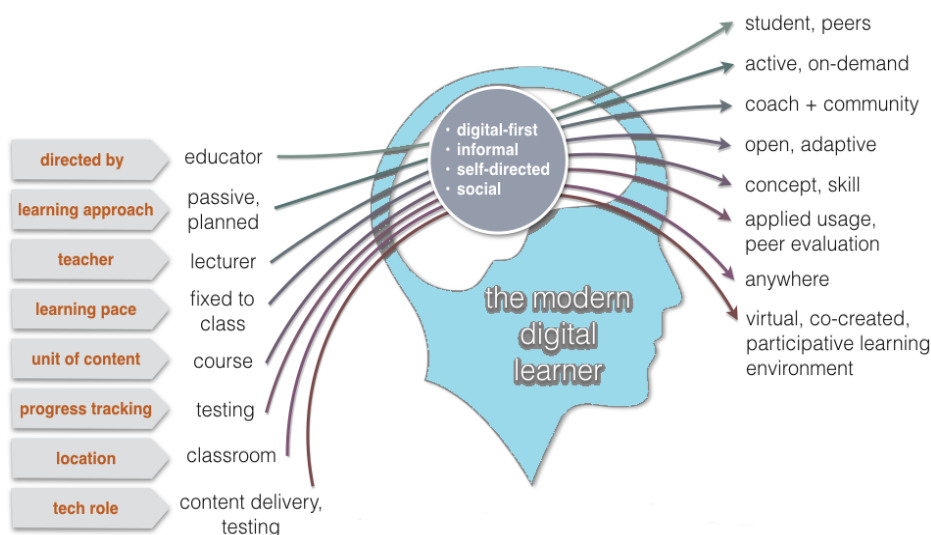 directed by
educator
learning approach
passive,
planned
teacher
lecturer
learning pace
fixed to
class
unit of content
course
progress tracking
testing
location
classroom
tech role
content delivery,
testing
· digital-first
· informal
· self-directed
· social
the modern
digital
learner
student, peers
active, on-demand
coach + community
open, adaptive
concept, skill
applied usage,
peer evaluation
anywhere
virtual, co-created,
participative learning
environment